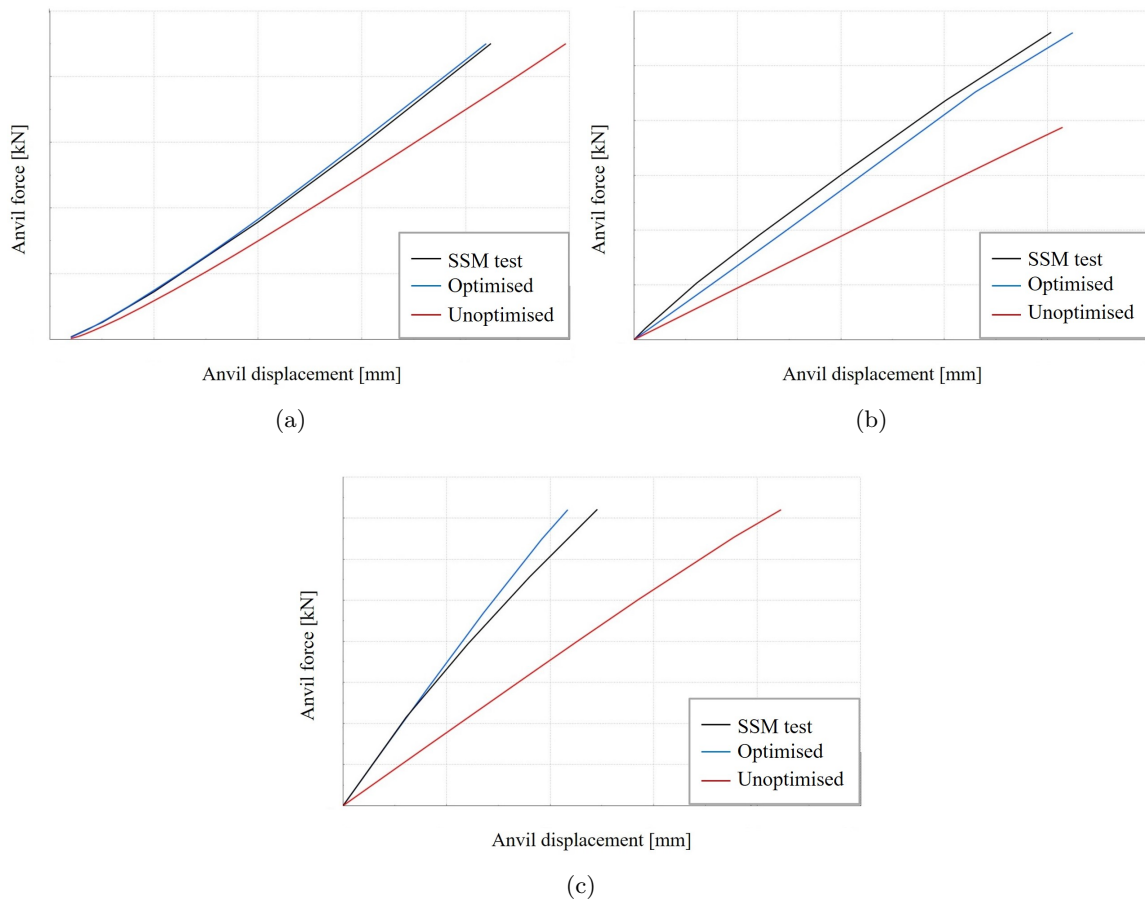 Anvil force [kN]
SSM test
Optimised
Unoptimised
Anvil displacement [mm]
(a)
Anvil force [kN]
SSM test
Optimised
Unoptimised
Anvil displacement [mm]
(b)
Anvil force [kN]
SSM test
Optimised
Unoptimised
Anvil displacement [mm]
(c)